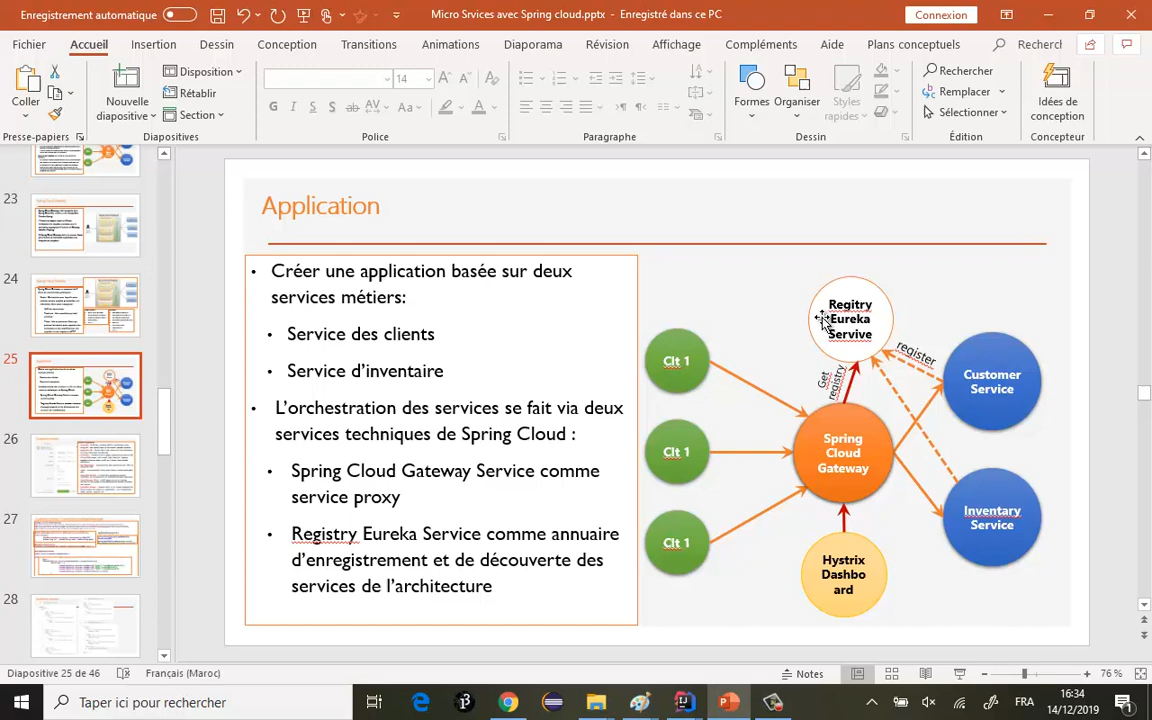 Enregistrement automatique
Micro Srvices avec Spring cloud.pptx - Enregistré dans ce PC
Connexion
Fichier Accueil Insertion Dessin Conception Transitions Animations Diaporama Révision Affichage Compléments Aide Plans conceptuels Rechercl
Coller
Presse-papiers
Nouvelle
diapositive
Disposition
Rétablir
Section
Diapositives
14
G I S S ab AV Aa A
Police
Paragraphe
Formes
Organiser
Styles
rapides
Dessin
Rechercher
Remplacer
Sélectionner
Édition
Idées de
conception
Concepteur
23
24
25
26
27
28
Application
• Créer une application basée sur deux
services métiers:
• Service des clients
• Service d'inventaire
• L'orchestration des services se fait via deux
services techniques de Spring Cloud :
• Spring Cloud Gateway Service comme
service proxy
• Registry Eureka Service comme annuaire
d'enregistrement et de decouverte des
services de l'architecture
Clt 1
Clt 1
Clt 1
Regitry
Eureka
Servive
Get
registry
register
Spring
Cloud
Gateway
Customer
Service
Inventary
Service
Hystrix
Dashbo
ard
Diapositive 25 de 46
Français (Maroc)
Notes
76 %
Taper ici pour rechercher
FRA
16:34
14/12/2019
1